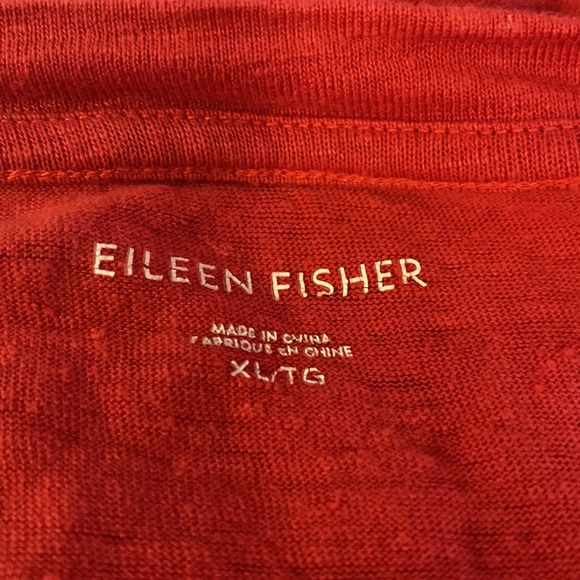 EILEEN FISHER
MADE IN CHINA
FABRIQUE EN CHINE
XL/TG